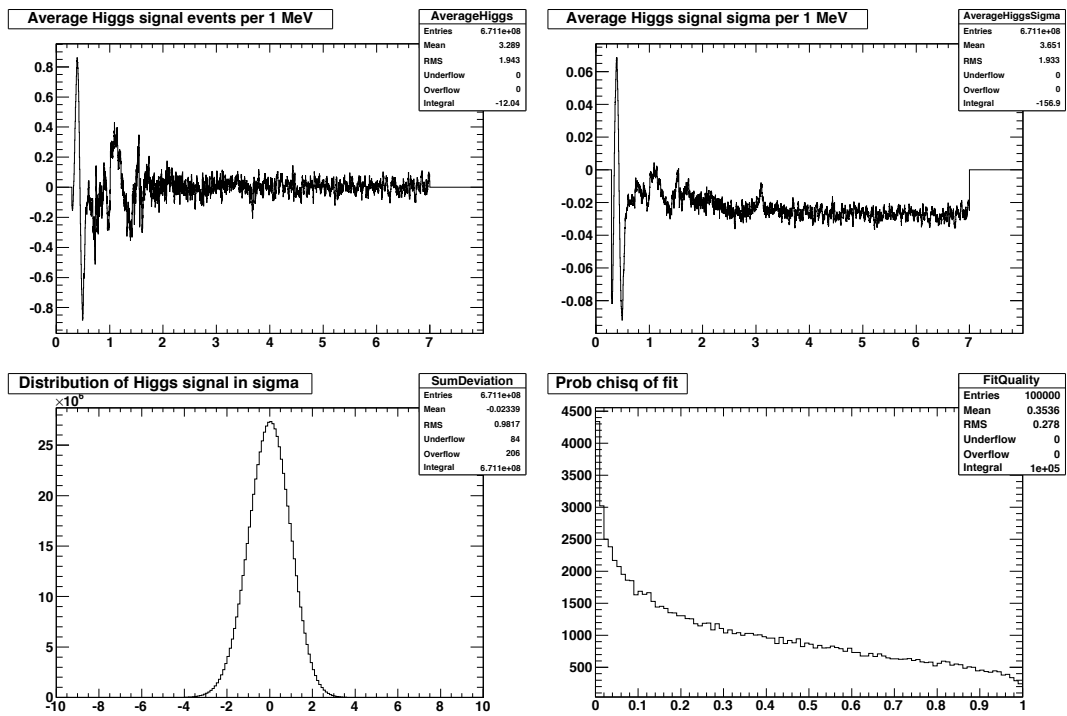 Average Higgs signal events per 1 MeV
AverageHiggs
Entries 6.711e+08
Mean 3.289
RMS 1.943
Underflow 0
Overflow 0
Integral -12.04
0.8
0.6
0.4
0.2
0
-0.2
-0.4
-0.6
-0.8
0 1 2 3 4 5 6 7
Average Higgs signal sigma per 1 MeV
AverageHiggsSigma
Entries 6.711e+08
Mean 3.651
RMS 1.933
Underflow 0
Overflow 0
Integral -156.9
0.06
0.04
0.02
0
-0.02
-0.04
-0.06
-0.08
0 1 2 3 4 5 6 7
Distribution of Higgs signal in sigma
SumDeviation
Entries 6.711e+08
Mean -0.02339
RMS 0.9817
Underflow 84
Overflow 206
Integral 6.711e+08
×10⁶
25
20
15
10
5
0
-10 -8 -6 -4 -2 0 2 4 6 8 10
Prob chisq of fit
FitQuality
Entries 100000
Mean 0.3536
RMS 0.278
Underflow 0
Overflow 0
Integral 1e+05
4500
4000
3500
3000
2500
2000
1500
1000
500
0 0.1 0.2 0.3 0.4 0.5 0.6 0.7 0.8 0.9 1